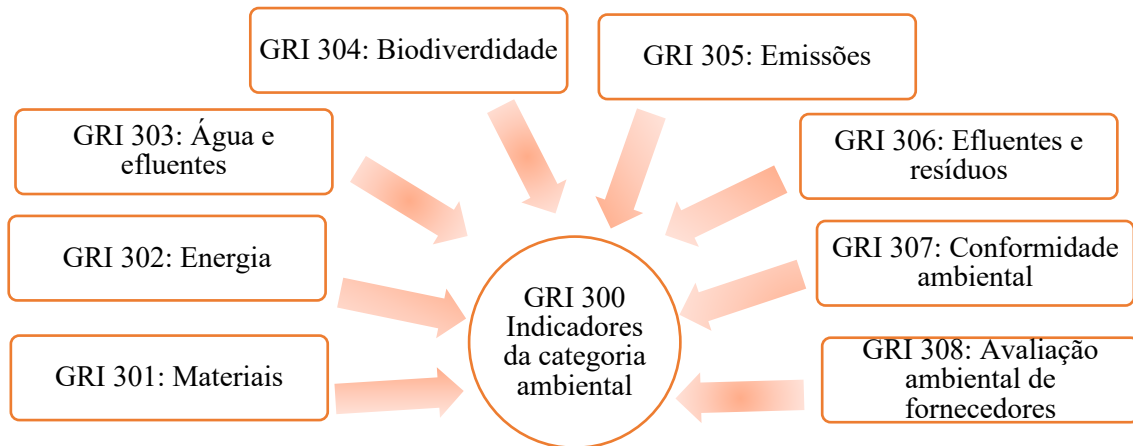 GRI 304: Biodiverdidade
GRI 305: Emissões
GRI 303: Água e
efluentes
GRI 306: Efluentes e
resíduos
GRI 302: Energia
GRI 307: Conformidade
ambiental
GRI 300
Indicadores
da categoria
ambiental
GRI 301: Materiais
GRI 308: Avaliação
ambiental de
fornecedores